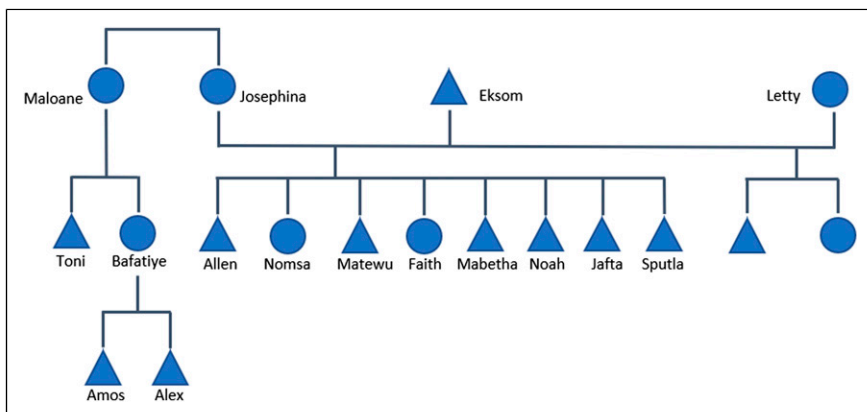 Maloane
Josephina
Eksom
Letty
Toni
Bafatiye
Allen
Nomsa
Matewu
Faith
Mabetha
Noah
Jafta
Sputla
Amos
Alex